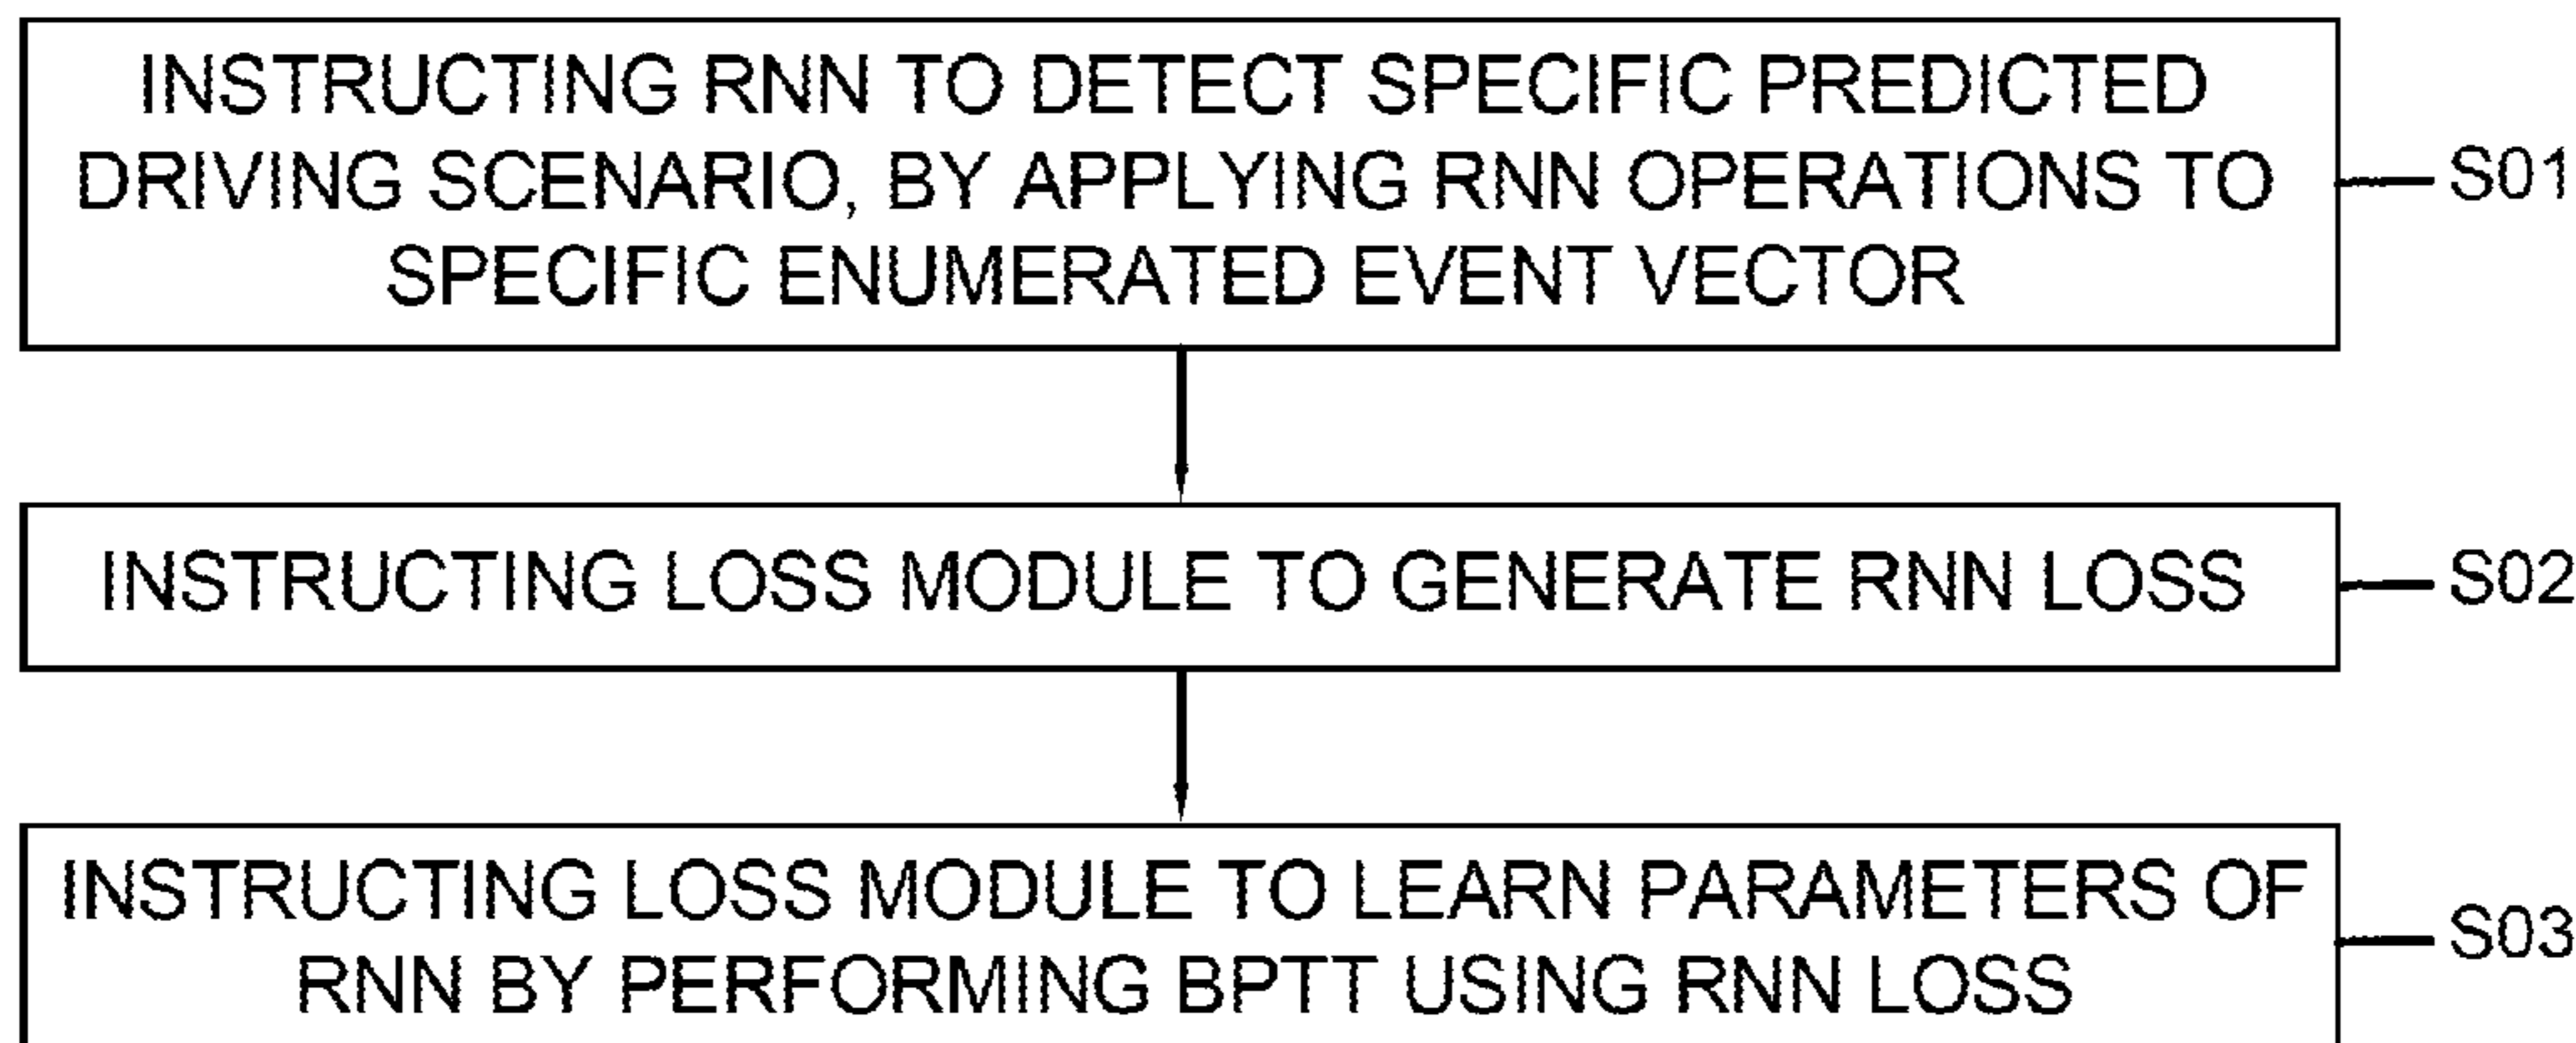 INSTRUCTING RNN TO DETECT SPECIFIC PREDICTED
DRIVING SCENARIO, BY APPLYING RNN OPERATIONS TO
SPECIFIC ENUMERATED EVENT VECTOR
S01
INSTRUCTING LOSS MODULE TO GENERATE RNN LOSS
S02
INSTRUCTING LOSS MODULE TO LEARN PARAMETERS OF
RNN BY PERFORMING BPTT USING RNN LOSS
S03